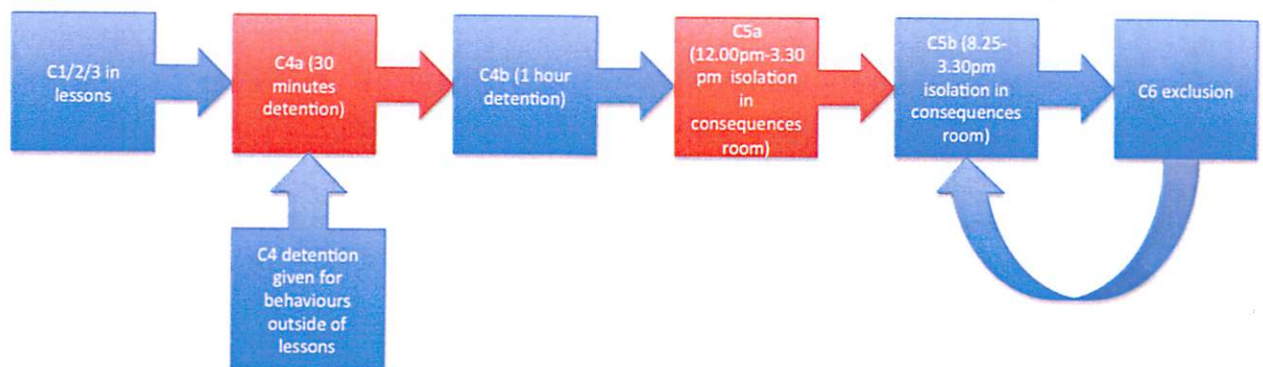 C1/2/3 in
lessons
C4a (30
minutes
detention)
C4b (1 hour
detention)
C5a
(12.00pm-3.30
pm isolation
in
consequences
room)
C5b (8.25-
3.30pm
isolation in
consequences
room)
C6 exclusion
C4 detention
given for
behaviours
outside of
lessons